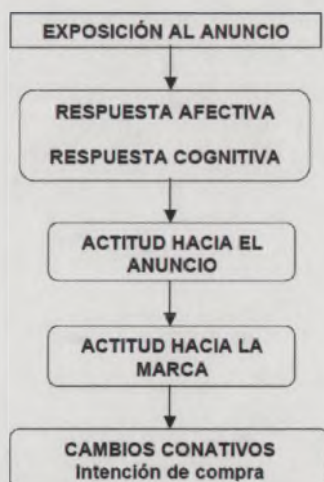 EXPOSICIÓN AL ANUNCIO
RESPUESTA AFECTIVA
RESPUESTA COGNITIVA
ACTITUD HACIA EL
ANUNCIO
ACTITUD HACIA LA
MARCA
CAMBIOS CONATIVOS
Intención de compra